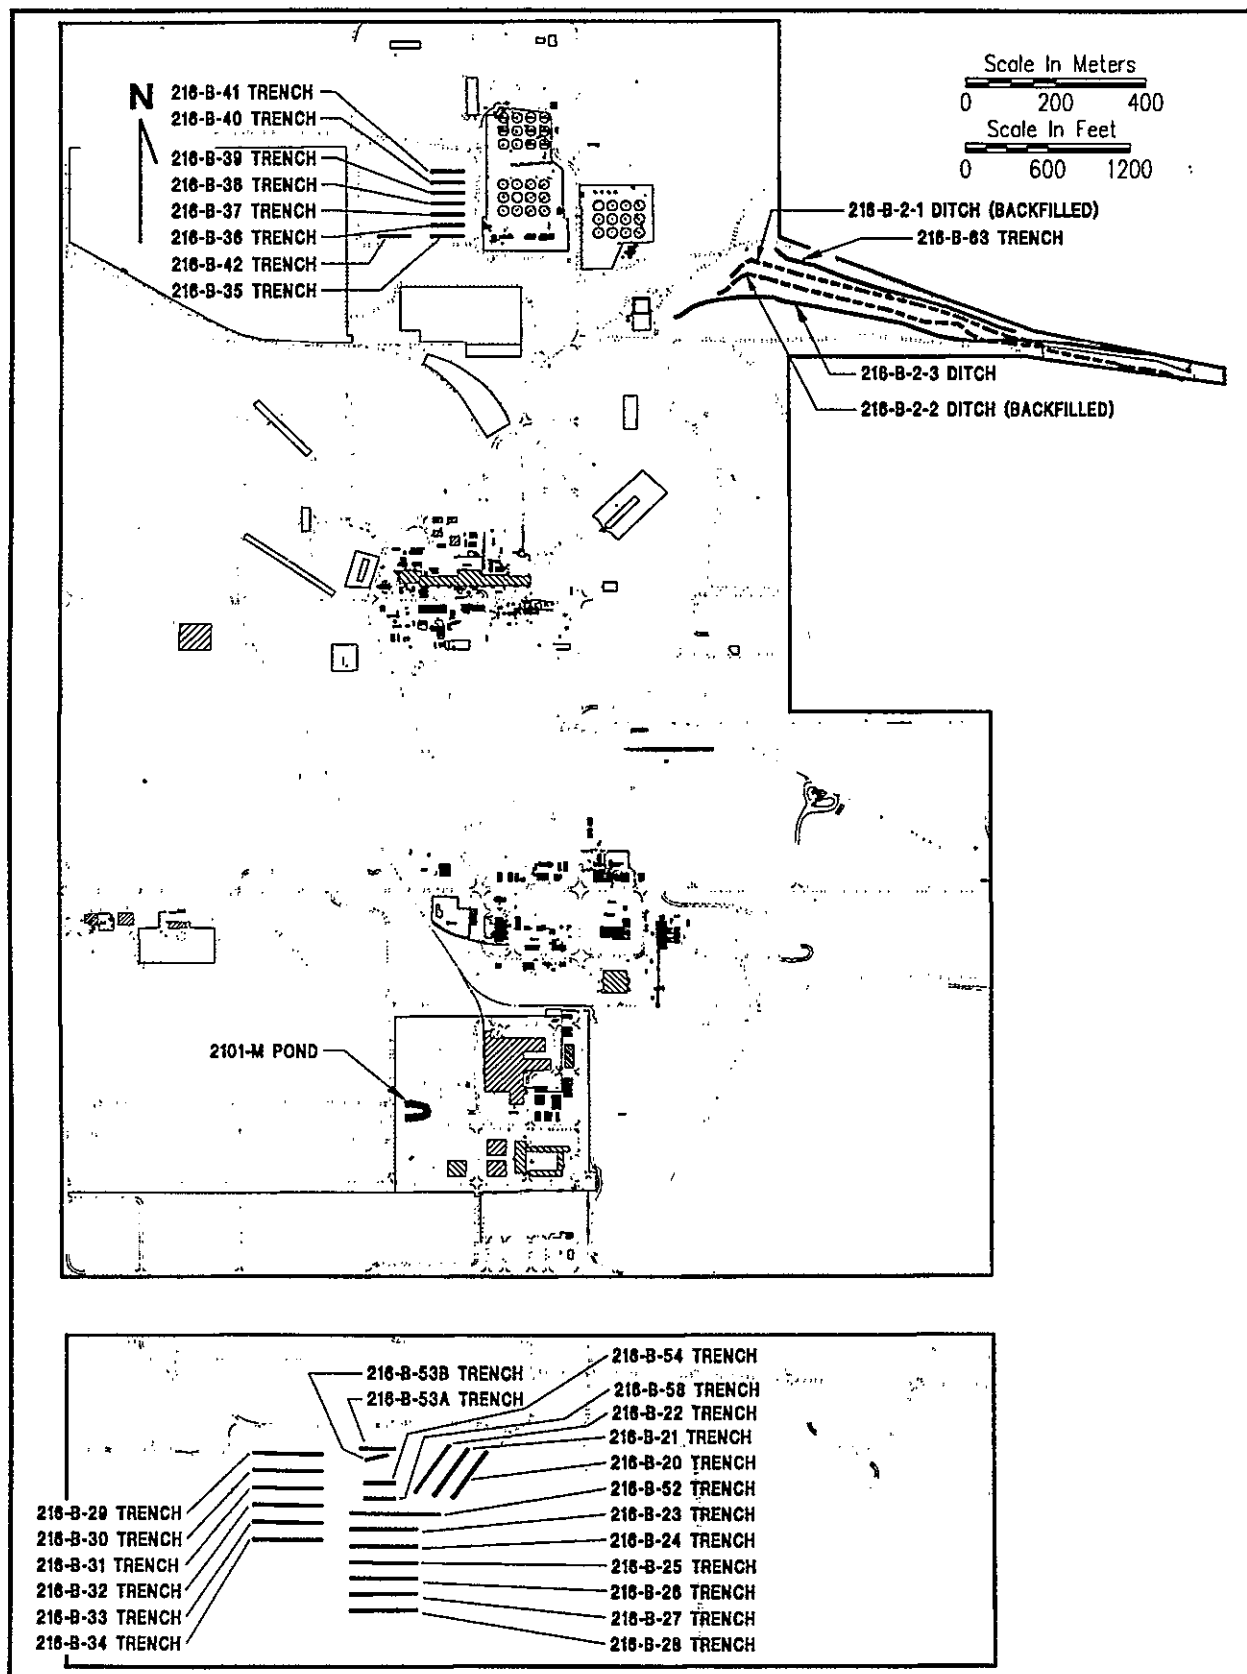 Scale In Meters
0 200 400
Scale In Feet
0 600 1200
N
216-B-41 TRENCH
216-B-40 TRENCH
216-B-39 TRENCH
216-B-38 TRENCH
216-B-37 TRENCH
216-B-36 TRENCH
216-B-42 TRENCH
216-B-35 TRENCH
216-B-2-1 DITCH (BACKFILLED)
216-B-63 TRENCH
216-B-2-3 DITCH
216-B-2-2 DITCH (BACKFILLED)
2101-M POND
216-B-53B TRENCH
216-B-53A TRENCH
216-B-54 TRENCH
216-B-58 TRENCH
216-B-22 TRENCH
216-B-21 TRENCH
216-B-20 TRENCH
216-B-52 TRENCH
216-B-23 TRENCH
216-B-24 TRENCH
216-B-25 TRENCH
216-B-26 TRENCH
216-B-27 TRENCH
216-B-28 TRENCH
216-B-29 TRENCH
216-B-30 TRENCH
216-B-31 TRENCH
216-B-32 TRENCH
216-B-33 TRENCH
216-B-34 TRENCH